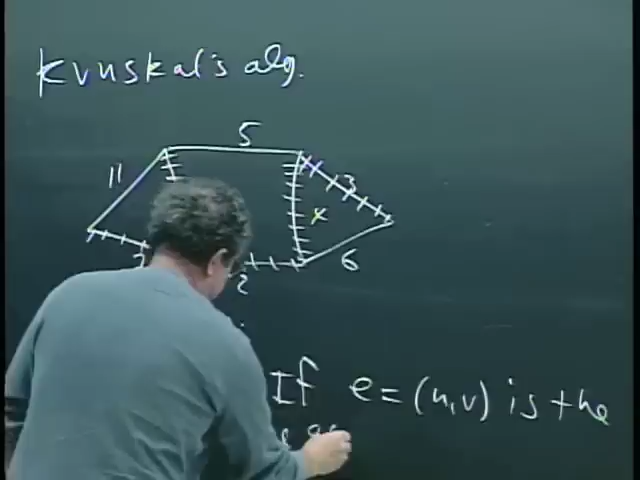 Kruskal's alg.
5
11
3
x
6
2
If e = (u,v) is the